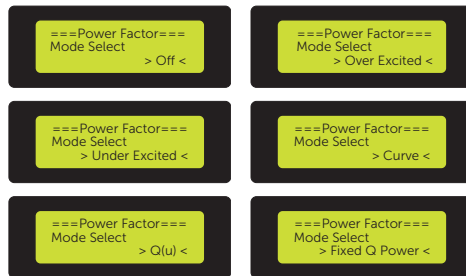 ===Power Factor===
Mode Select
> Off <
===Power Factor===
Mode Select
> Over Excited <
===Power Factor===
Mode Select
> Under Excited <
===Power Factor===
Mode Select
> Curve <
===Power Factor===
Mode Select
> Q(u) <
===Power Factor===
Mode Select
> Fixed Q Power <